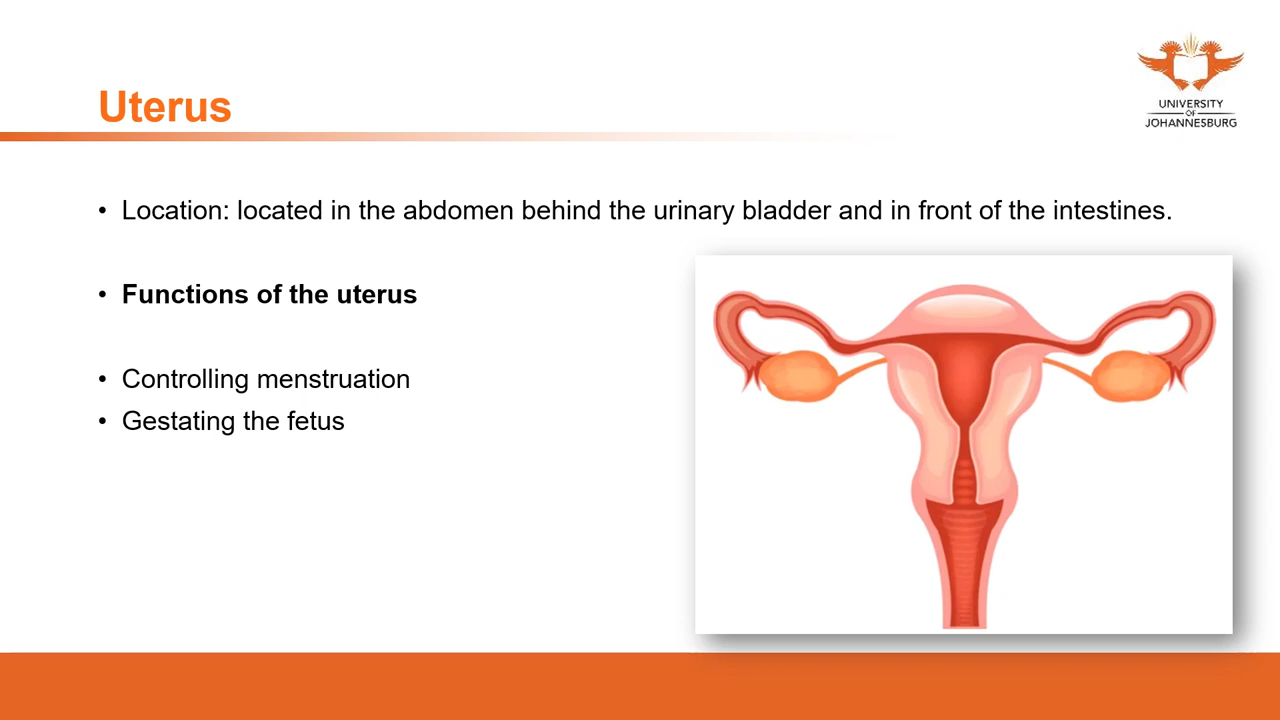 UNIVERSITY
OF
JOHANNESBURG
Uterus
• Location: located in the abdomen behind the urinary bladder and in front of the intestines.
• Functions of the uterus
• Controlling menstruation
• Gestating the fetus